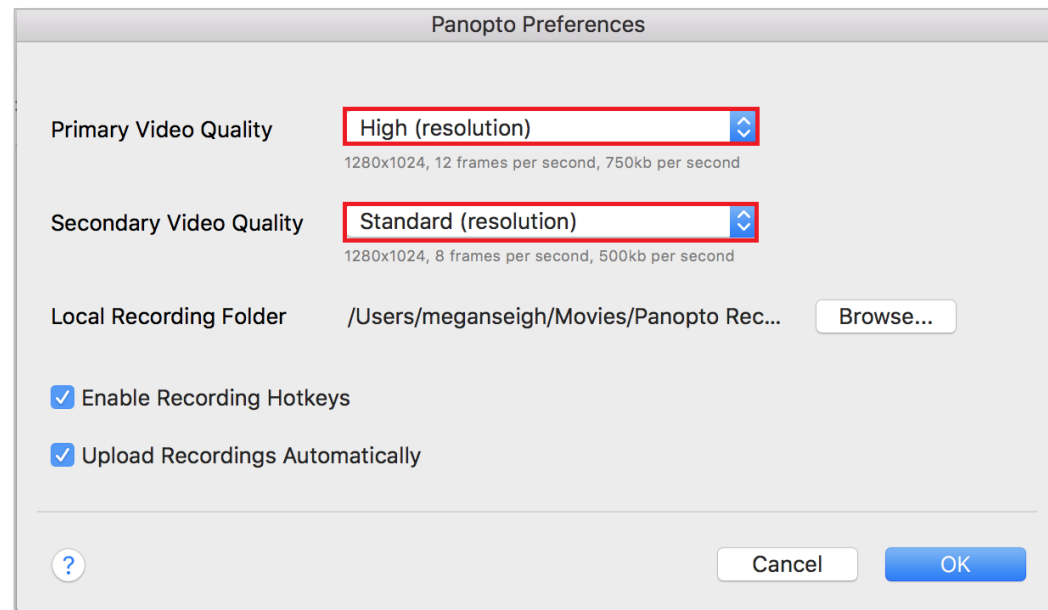 Panopto Preferences
Primary Video Quality
High (resolution)
1280x1024, 12 frames per second, 750kb per second
Secondary Video Quality
Standard (resolution)
1280x1024, 8 frames per second, 500kb per second
Local Recording Folder
/Users/meganseigh/Movies/Panopto Rec...
Browse...
Enable Recording Hotkeys
Upload Recordings Automatically
?
Cancel
OK